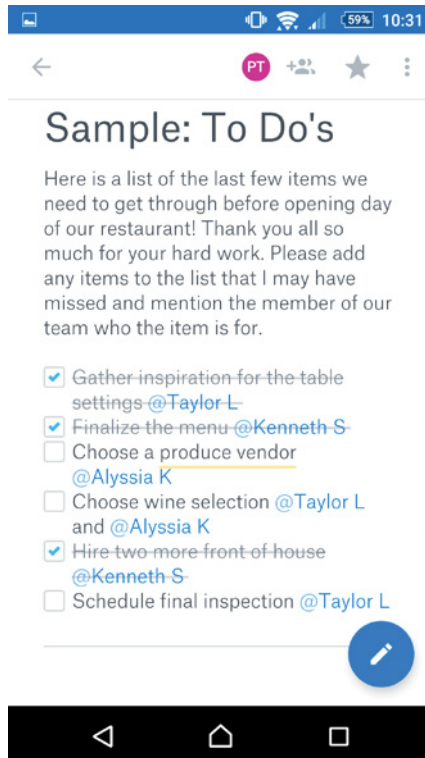 59% 10:31
PT
Sample: To Do's
Here is a list of the last few items we
need to get through before opening day
of our restaurant! Thank you all so
much for your hard work. Please add
any items to the list that I may have
missed and mention the member of our
team who the item is for.
Gather inspiration for the table
settings @Taylor L
Finalize the menu @Kenneth S
Choose a produce vendor
@Alyssia K
Choose wine selection @Taylor L
and @Alyssia K
Hire two more front of house
@Kenneth S
Schedule final inspection @Taylor L